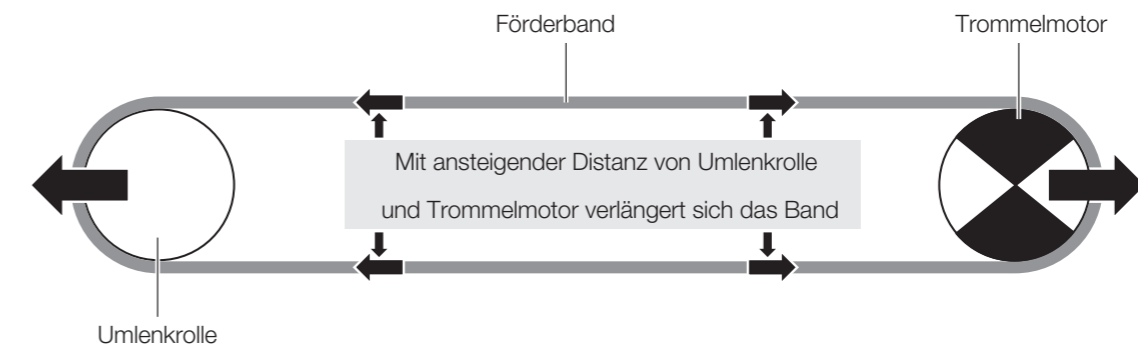 Förderband
Trommelmotor
Mit ansteigender Distanz von Umlenkrolle
und Trommelmotor verlängert sich das Band
Umlenkrolle